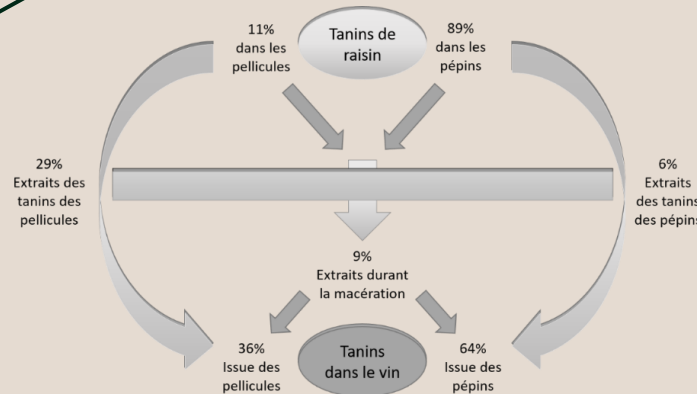 11%
dans les
pellicules
Tanins de
raisin
89%
dans les
pépins
29%
Extraits des
tanins des
pellicules
6%
Extraits
des tanins
des pépins
9%
Extraits durant
la macération
36%
Issue des
pellicules
Tanins
dans le vin
64%
Issue des
pépins